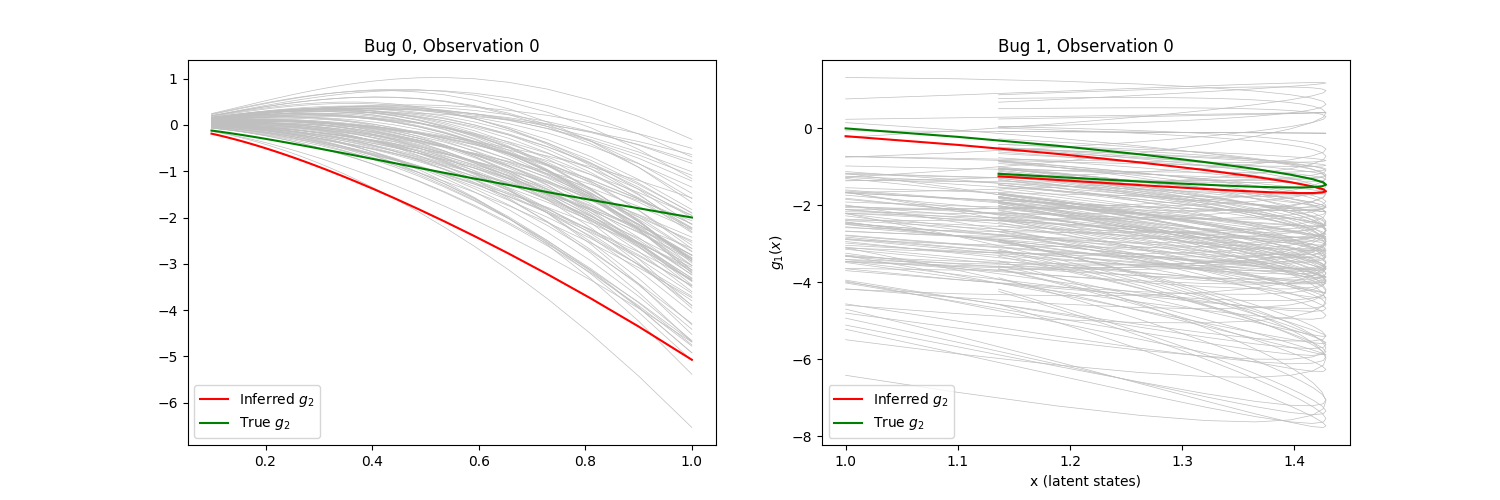 Bug 0, Observation 0
1
0
−1
−2
−3
−4
−5
−6
0.2
0.4
0.6
0.8
1.0
Inferred g₂
True g₂
Bug 1, Observation 0
g₁(x)
0
−2
−4
−6
−8
1.0
1.1
1.2
1.3
1.4
x (latent states)
Inferred g₂
True g₂